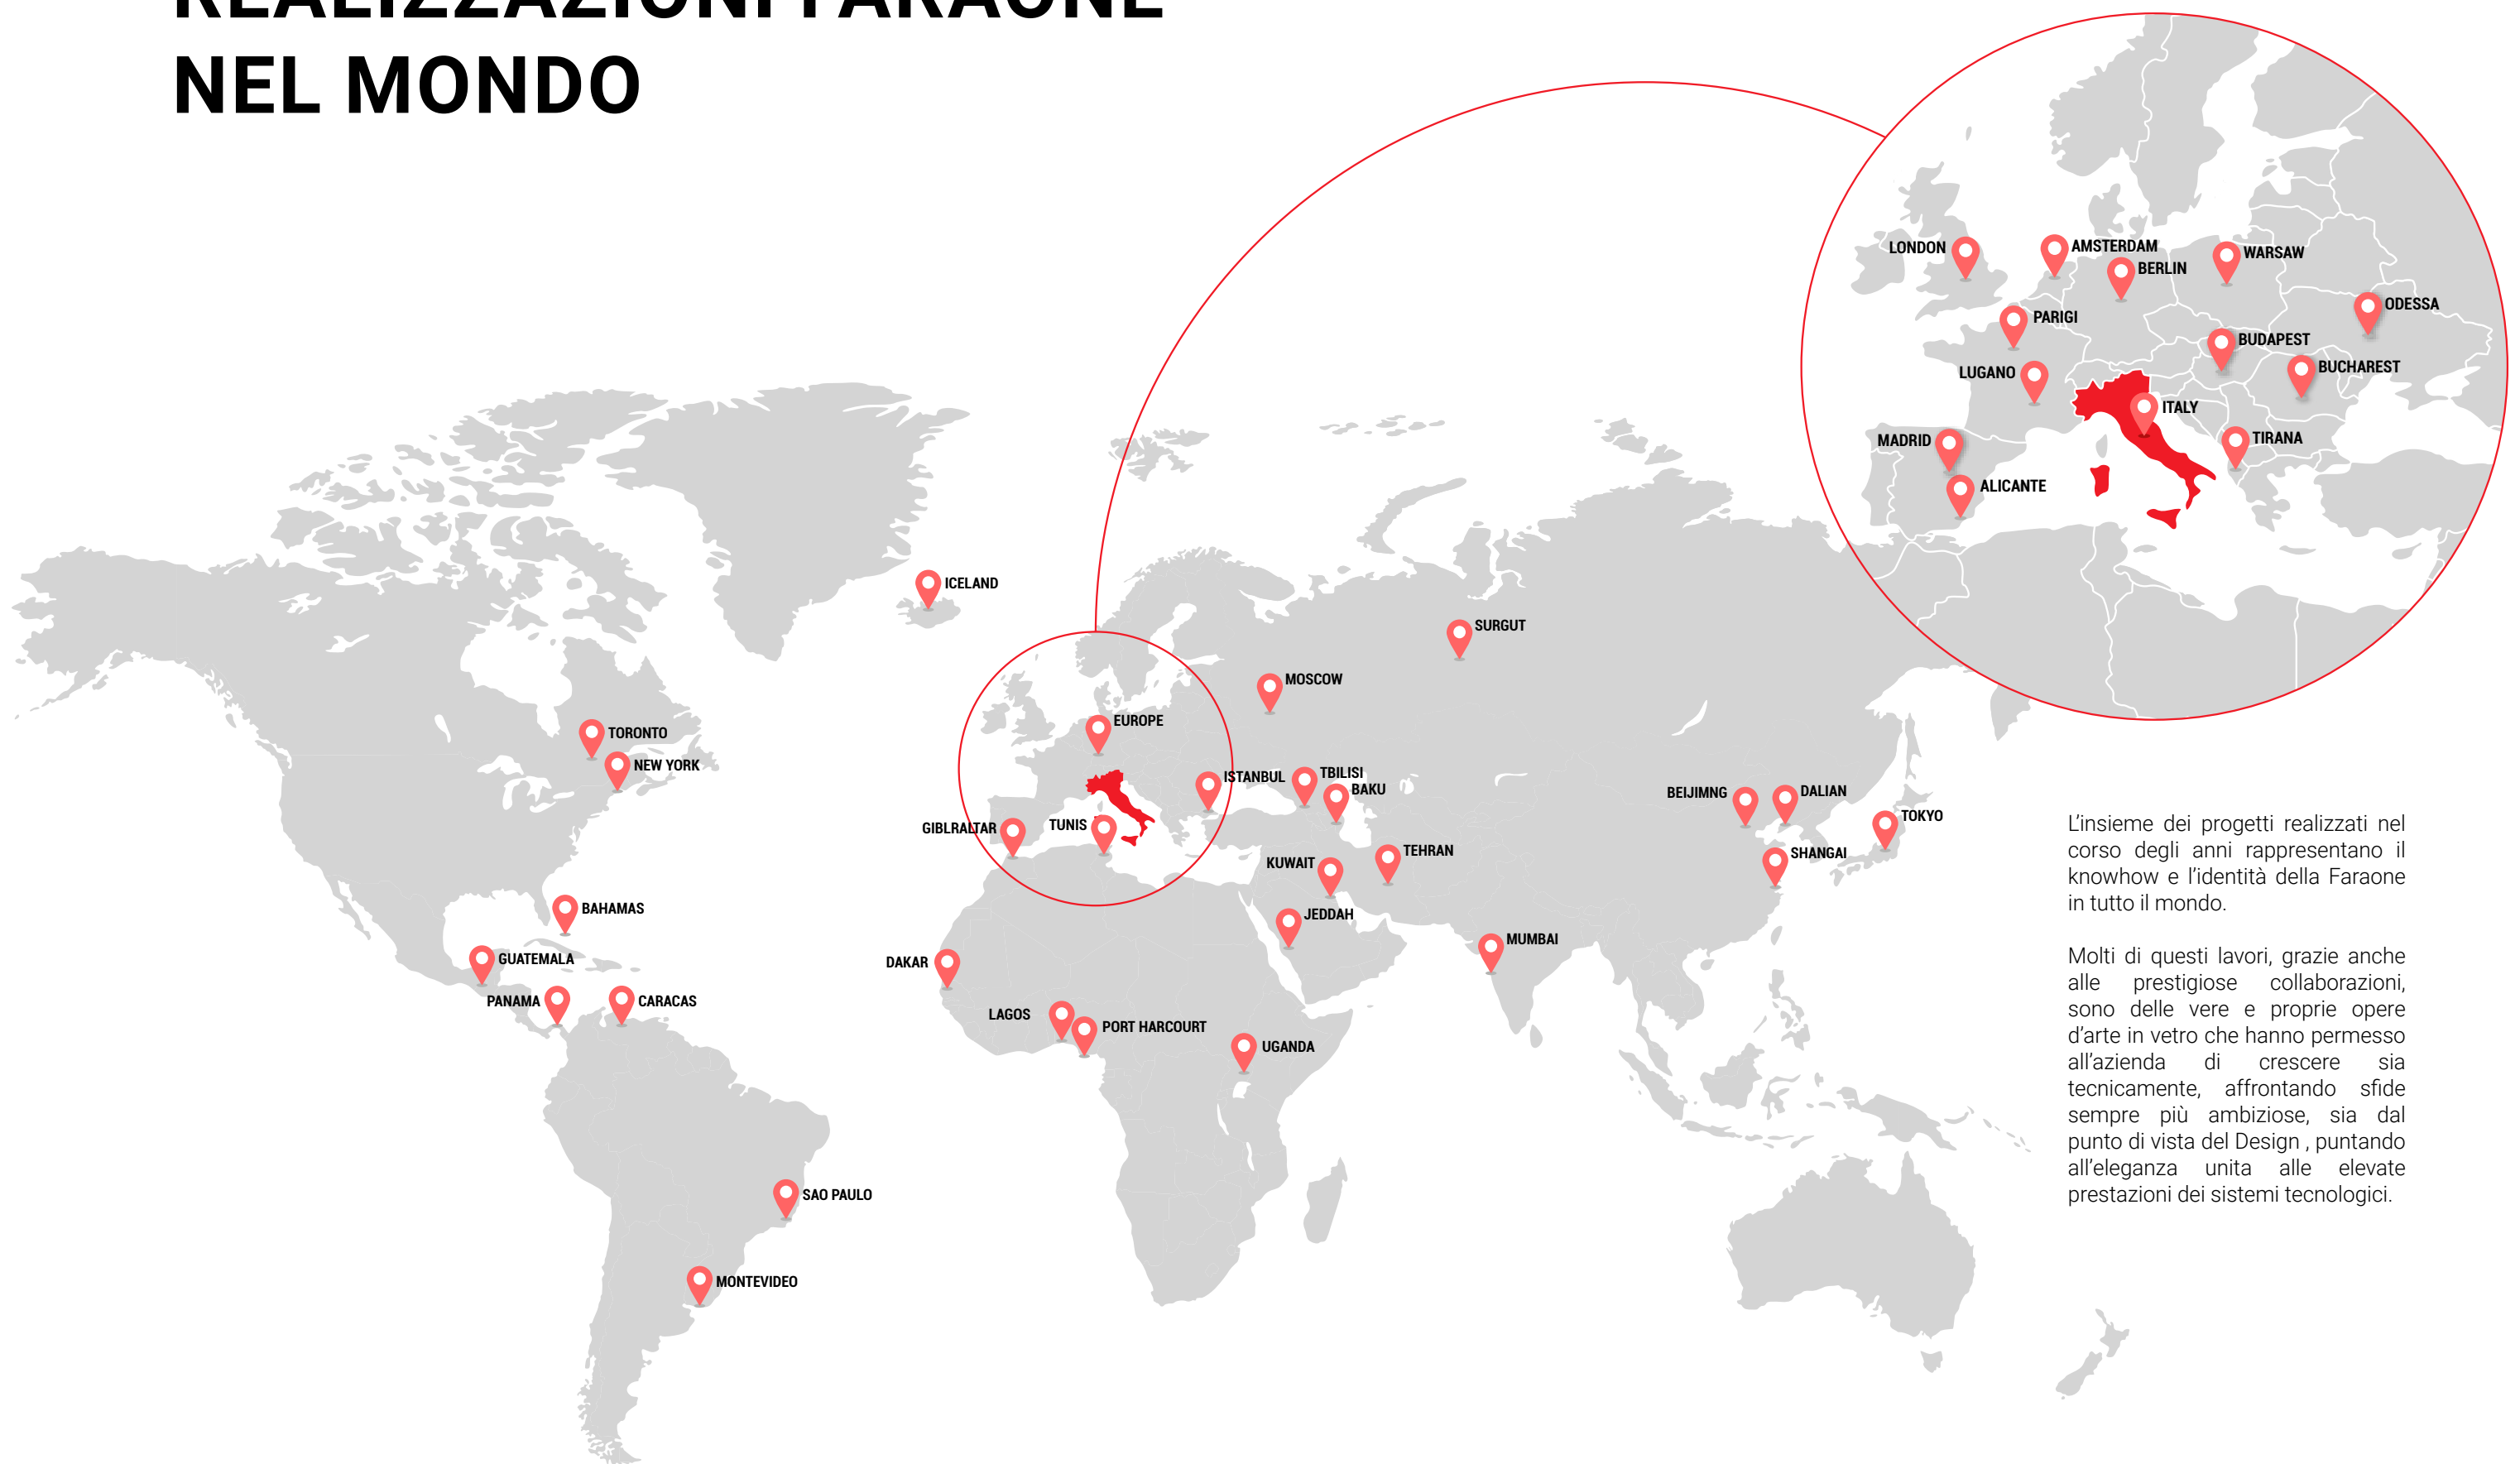 REALIZZAZIONI FARAONE
NEL MONDO
LONDON
AMSTERDAM
BERLIN
WARSAW
ODESSA
PARIGI
BUDAPEST
BUCHAREST
LUGANO
ITALY
MADRID
TIRANA
ALICANTE
ICELAND
SURGUT
MOSCOW
EUROPE
TORONTO
NEW YORK
ISTANBUL
TBILISI
BAKU
BEIJIMNG
DALIAN
TOKYO
GIBLRALTAR
TUNIS
KUWAIT
TEHRAN
SHANGAI
BAHAMAS
JEDDAH
MUMBAI
GUATEMALA
DAKAR
PANAMA
CARACAS
LAGOS
PORT HARCOURT
UGANDA
SAO PAULO
MONTEVIDEO
L’insieme dei progetti realizzati nel
corso degli anni rappresentano il
knowhow e l’identità della Faraone
in tutto il mondo.
Molti di questi lavori, grazie anche
alle prestigiose collaborazioni,
sono delle vere e proprie opere
d’arte in vetro che hanno permesso
all’azienda di crescere sia
tecnicamente, affrontando sfide
sempre più ambiziose, sia dal
punto di vista del Design , puntando
all’eleganza unita alle elevate
prestazioni dei sistemi tecnologici.